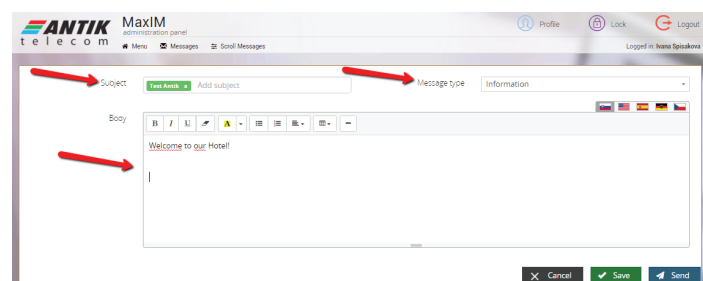 ANTIK
telecom
MaxIM
administration panel
Menu Messages Scroll Messages
Profile Lock Logout
Logged in: Ivana Spisakova
Subject Test Antik x Add subject Message type Information
Body
B I U A
Welcome to our Hotel!
Cancel Save Send